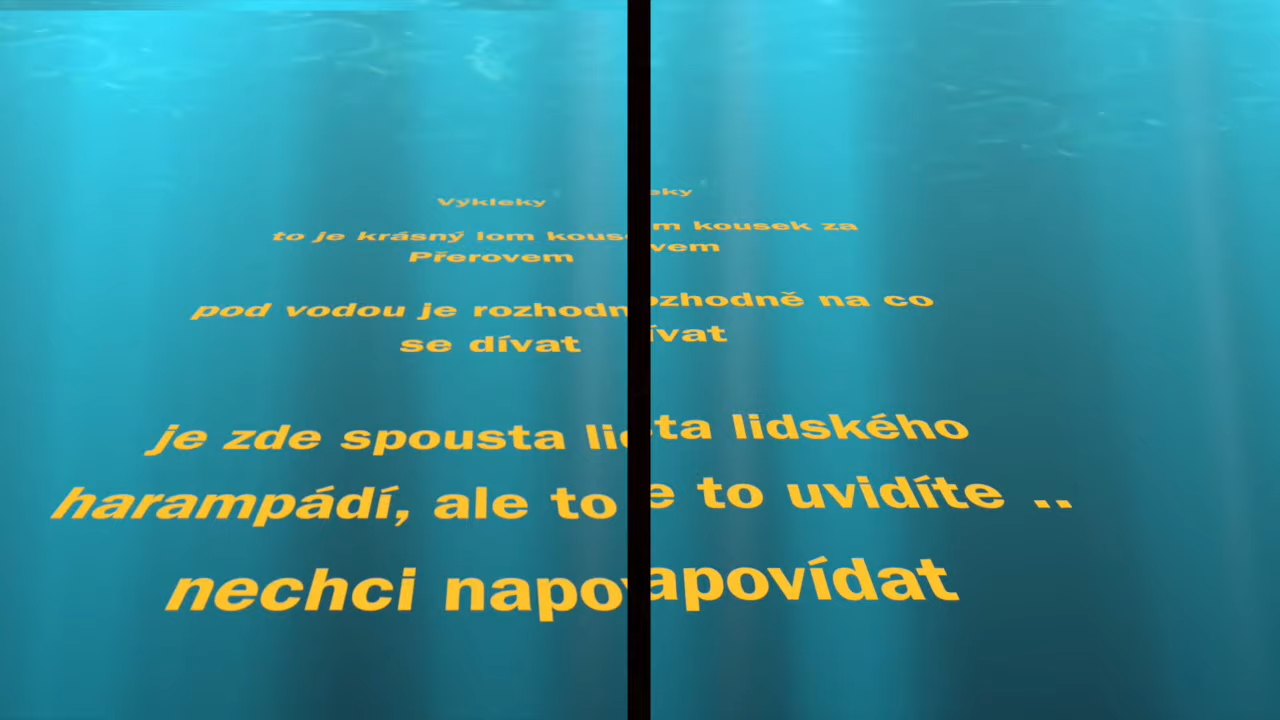 Výkleky
to je krásný lom kousek za
Přerovem
pod vodou je rozhodně na co
se dívat
je zde spousta lidského
harampádí, ale to uvidíte ..
nechci napovídat